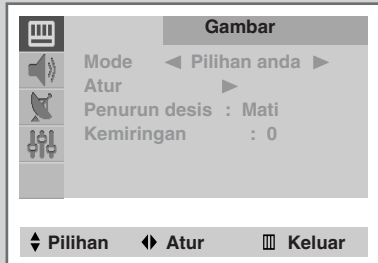 Gambar
Mode ◀ Pilihan anda ▶
Atur ▶
Penurun desis : Mati
Kemiringan : 0
Pilihan Atur Keluar